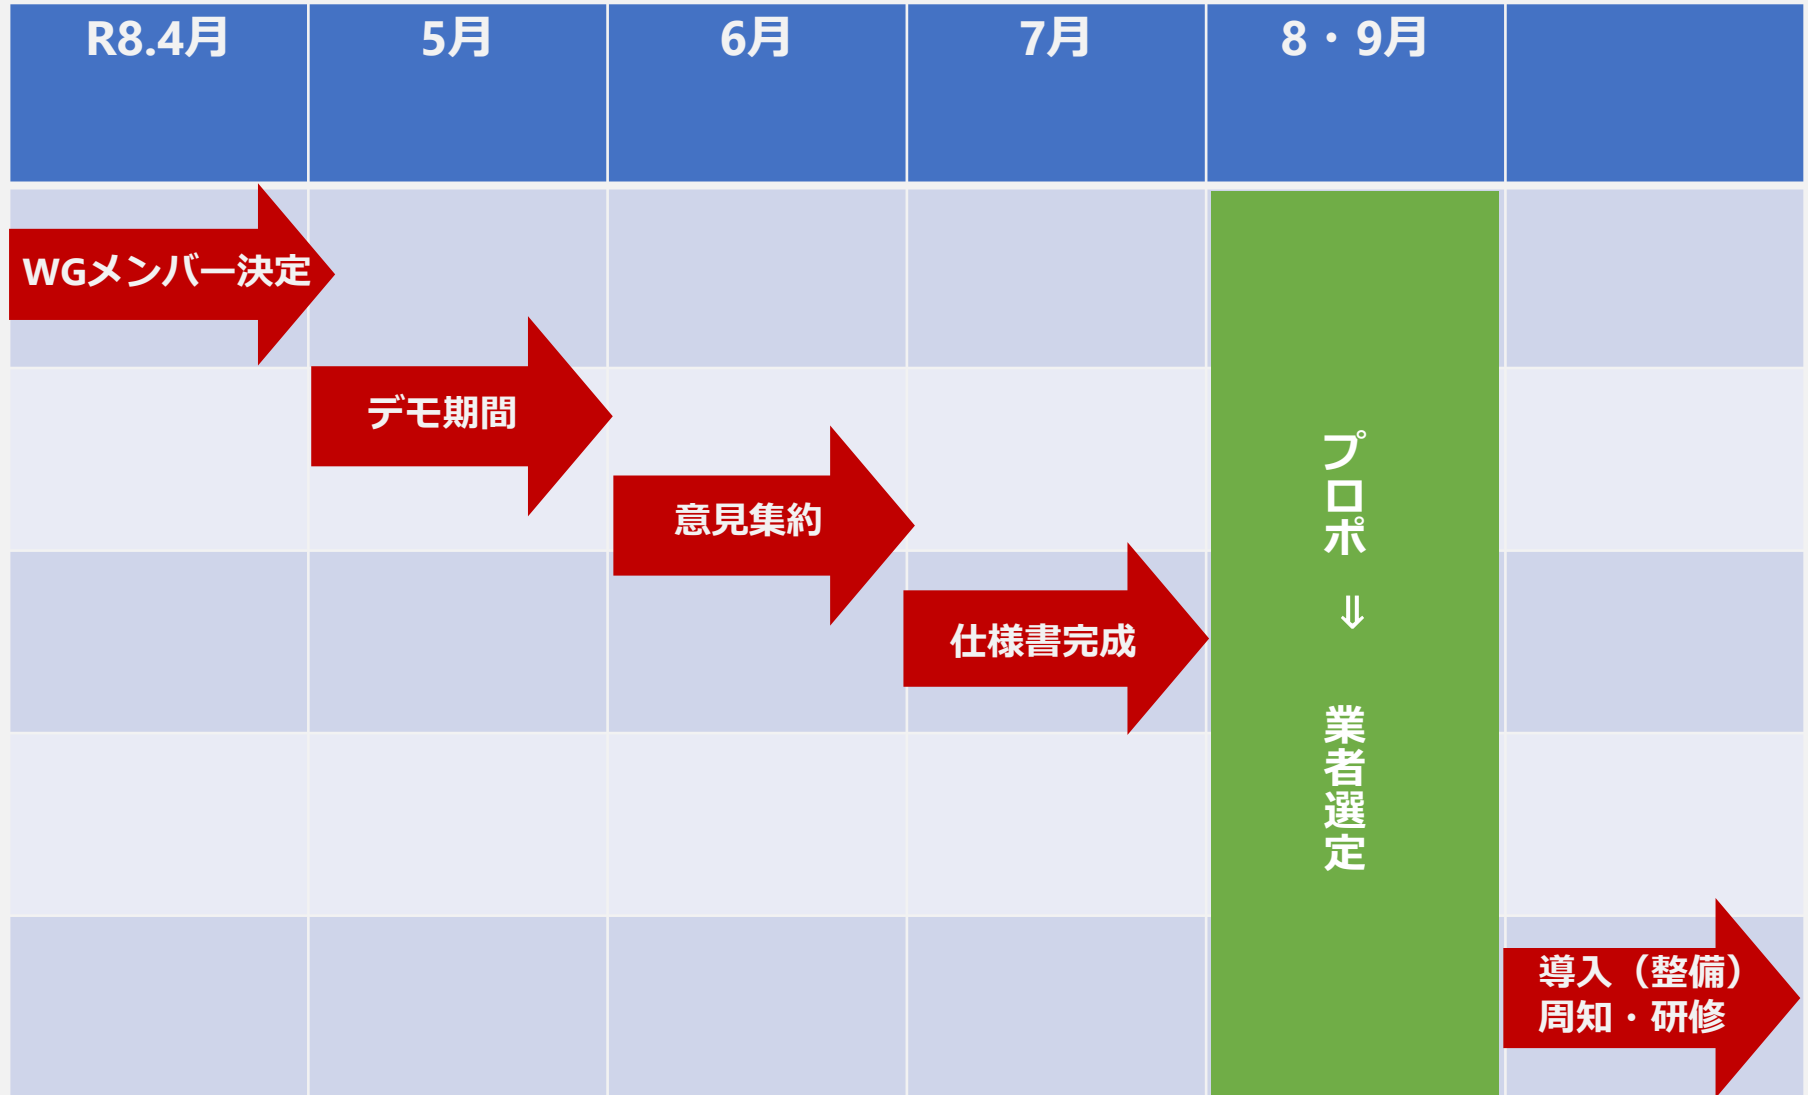 R8.4月
5月
6月
7月
8・9月
WGメンバー決定
デモ期間
意見集約
仕様書完成
プロポ ⇓ 業者選定
導入（整備）
周知・研修